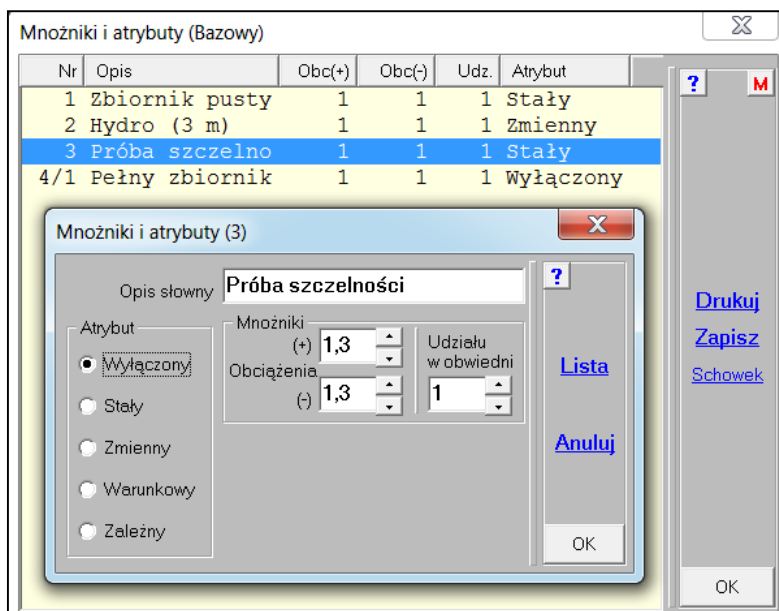 Mnożniki i atrybuty (Bazowy)
Nr Opis Obc(+) Obc(-) Udz. Atrybut
1 Zbiornik pusty 1 1 1 Stały
2 Hydro (3 m) 1 1 1 Zmienny
3 Próba szczelno 1 1 1 Stały
4/1 Pełny zbiornik 1 1 1 Wyłączony
? M
Drukuj
Zapisz
Schowek
OK
Mnożniki i atrybuty (3)
Opis słowny Próba szczelności
Atrybut
Wyłączony
Stały
Zmienny
Warunkowy
Zależny
Mnożniki
(+) 1,3
Obciążenia
(-) 1,3
Udziału
w obwiedni
1
?
Lista
Anuluj
OK